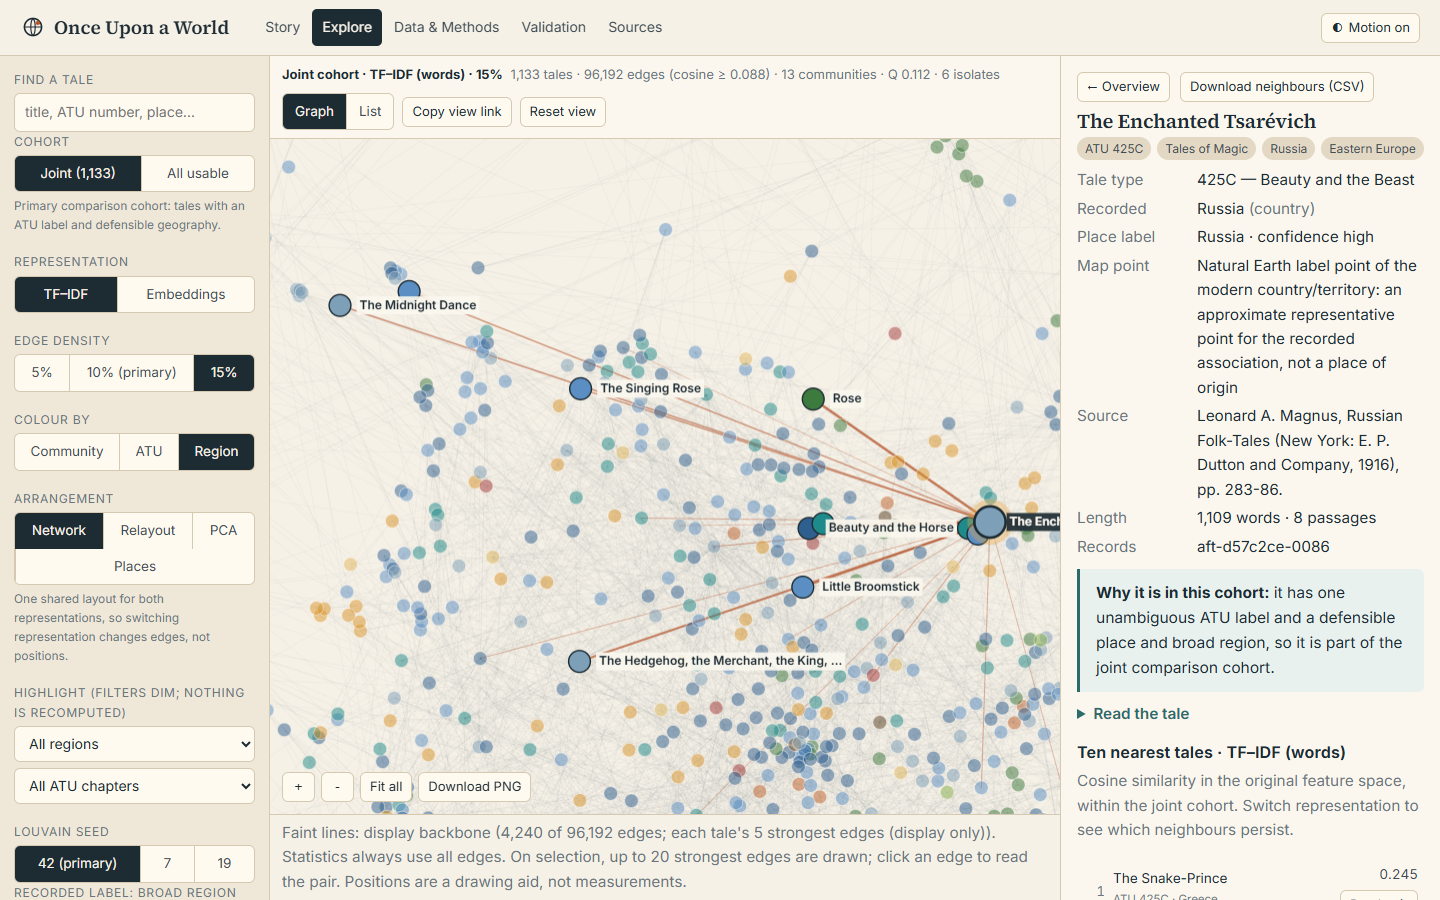 Once Upon a World
Story
Explore
Data & Methods
Validation
Sources
Motion on
FIND A TALE
title, ATU number, place...
COHORT
Joint (1,133)
All usable
Primary comparison cohort: tales with an
ATU label and defensible geography.
REPRESENTATION
TF–IDF
Embeddings
EDGE DENSITY
5%
10% (primary)
15%
COLOUR BY
Community
ATU
Region
ARRANGEMENT
Network
Relayout
PCA
Places
One shared layout for both
representations, so switching
representation changes edges, not
positions.
HIGHLIGHT (FILTERS DIM; NOTHING
IS RECOMPUTED)
All regions
All ATU chapters
LOUVAIN SEED
42 (primary)
7
19
RECORDED LABEL: BROAD REGION
Joint cohort · TF–IDF (words) · 15% 1,133 tales · 96,192 edges (cosine ≥ 0.088) · 13 communities · Q 0.112 · 6 isolates
Graph
List
Copy view link
Reset view
The Midnight Dance
The Singing Rose
Rose
Beauty and the Horse
The Ench
Little Broomstick
The Hedgehog, the Merchant, the King, ...
+
-
Fit all
Download PNG
Faint lines: display backbone (4,240 of 96,192 edges; each tale's 5 strongest edges (display only)).
Statistics always use all edges. On selection, up to 20 strongest edges are drawn; click an edge to read
the pair. Positions are a drawing aid, not measurements.
← Overview
Download neighbours (CSV)
The Enchanted Tsarévich
ATU 425C
Tales of Magic
Russia
Eastern Europe
Tale type
425C — Beauty and the Beast
Recorded
Russia (country)
Place label
Russia · confidence high
Map point
Natural Earth label point of the
modern country/territory: an
approximate representative
point for the recorded
association, not a place of
origin
Source
Leonard A. Magnus, Russian
Folk-Tales (New York: E. P.
Dutton and Company, 1916),
pp. 283-86.
Length
1,109 words · 8 passages
Records
aft-d57c2ce-0086
Why it is in this cohort: it has one
unambiguous ATU label and a defensible
place and broad region, so it is part of the
joint comparison cohort.
Read the tale
Ten nearest tales · TF–IDF (words)
Cosine similarity in the original feature space,
within the joint cohort. Switch representation to
see which neighbours persist.
1
The Snake-Prince
0.245
ATU 425C · Greece